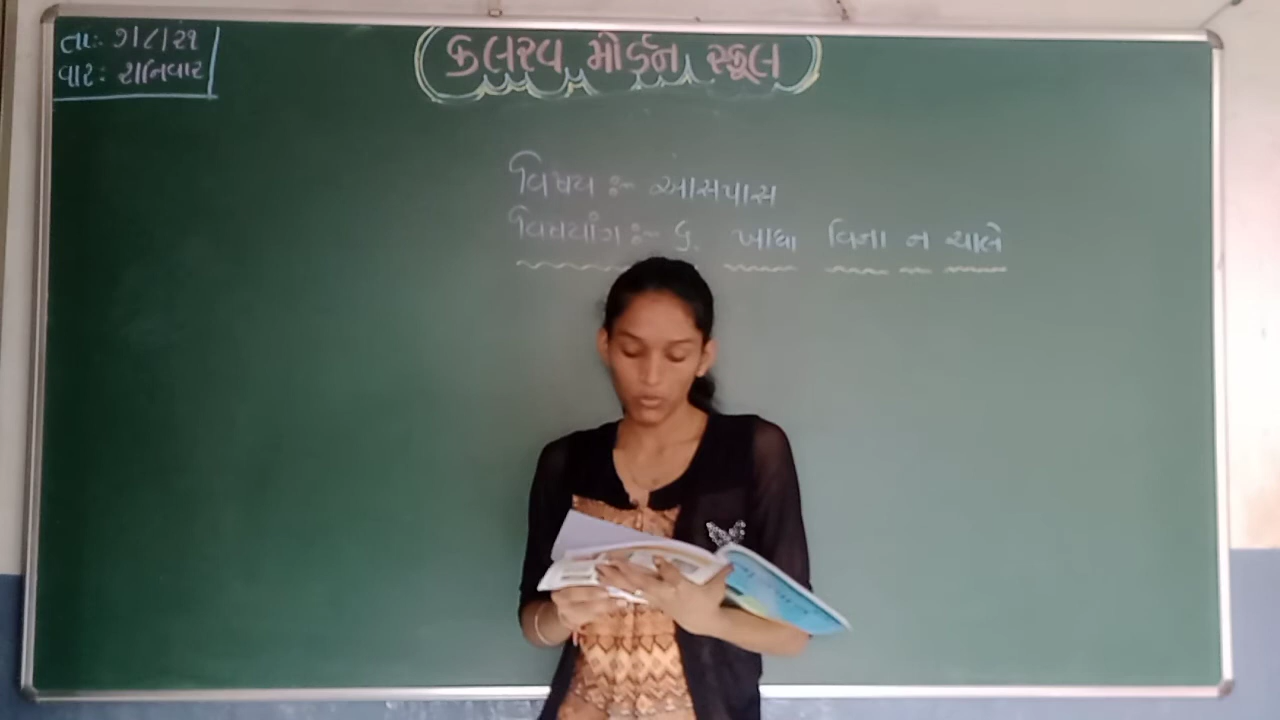 તા:- ૭/૮/૨૧
વાર: શનિવાર
કલરવ મોર્ડન સ્કૂલ
વિષય :- આસપાસ
વિષયાંગ :- ૬. ખાધા વિના ન ચાલે